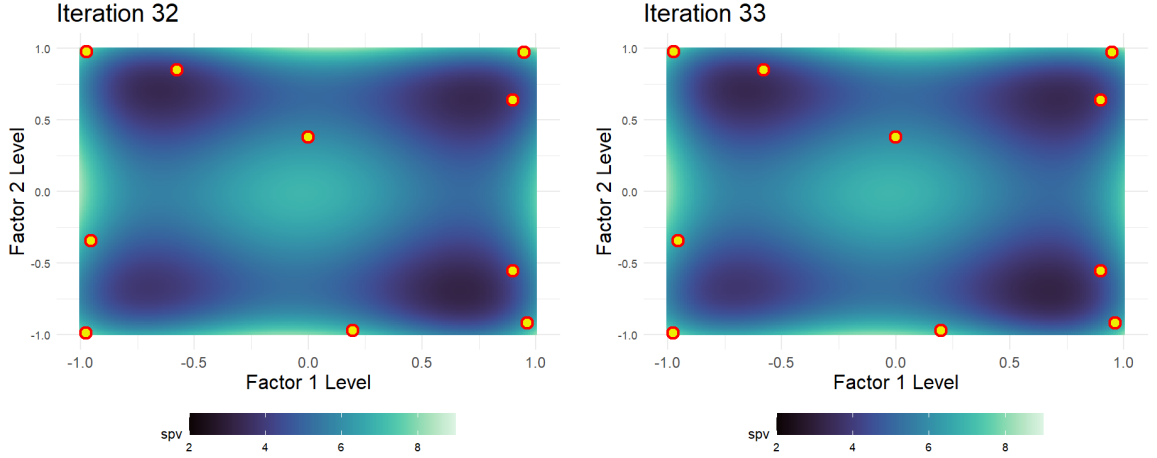 Iteration 32
Factor 2 Level
1.0
0.5
0.0
-0.5
-1.0
-1.0 -0.5 0.0 0.5 1.0
Factor 1 Level
spv
2 4 6 8
Iteration 33
Factor 2 Level
1.0
0.5
0.0
-0.5
-1.0
-1.0 -0.5 0.0 0.5 1.0
Factor 1 Level
spv
2 4 6 8